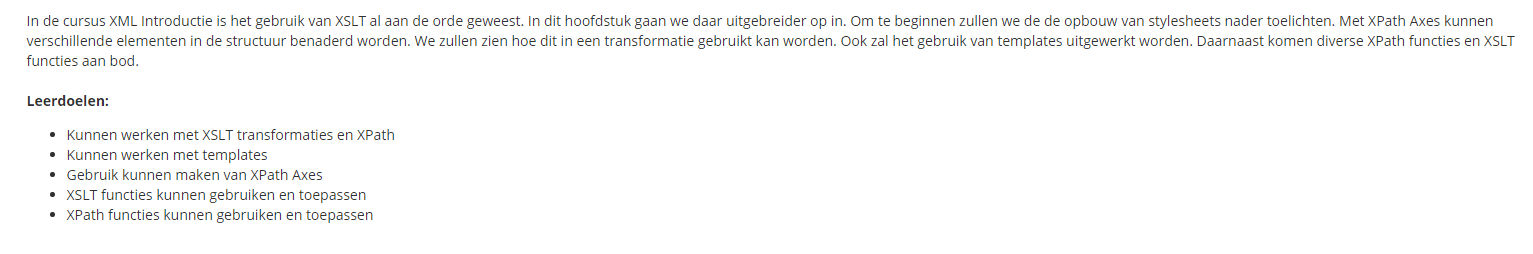 In de cursus XML Introductie is het gebruik van XSLT al aan de orde geweest. In dit hoofdstuk gaan we daar uitgebreider op in. Om te beginnen zullen we de de opbouw van stylesheets nader toelichten. Met XPath Axes kunnen
verschillende elementen in de structuur benaderd worden. We zullen zien hoe dit in een transformatie gebruikt kan worden. Ook zal het gebruik van templates uitgewerkt worden. Daarnaast komen diverse XPath functies en XSLT
functies aan bod.
Leerdoelen:
• Kunnen werken met XSLT transformaties en XPath
• Kunnen werken met templates
• Gebruik kunnen maken van XPath Axes
• XSLT functies kunnen gebruiken en toepassen
• XPath functies kunnen gebruiken en toepassen